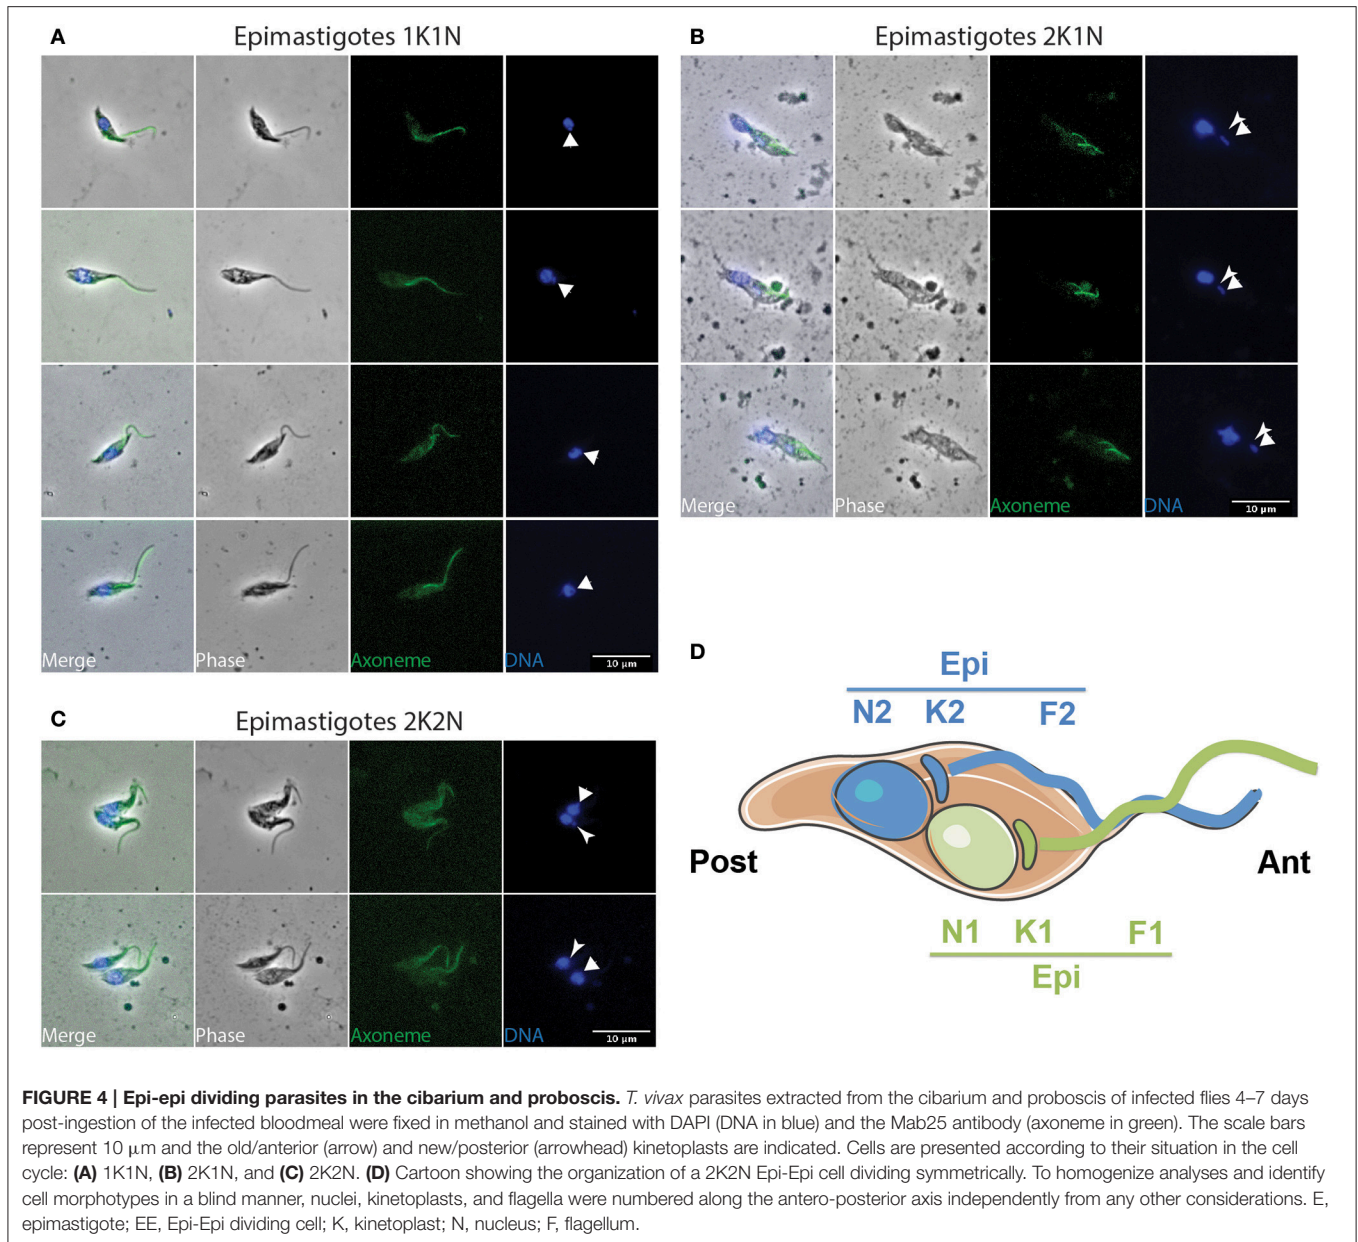 A
Epimastigotes 1K1N
Merge
Phase
Axoneme
DNA
10 µm
B
Epimastigotes 2K1N
Merge
Phase
Axoneme
DNA
10 µm
C
Epimastigotes 2K2N
Merge
Phase
Axoneme
DNA
10 µm
D
Epi
N2 K2 F2
Post
Ant
N1 K1 F1
Epi
FIGURE 4 | Epi-epi dividing parasites in the cibarium and proboscis. T. vivax parasites extracted from the cibarium and proboscis of infected flies 4–7 days
post-ingestion of the infected bloodmeal were fixed in methanol and stained with DAPI (DNA in blue) and the Mab25 antibody (axoneme in green). The scale bars
represent 10 µm and the old/anterior (arrow) and new/posterior (arrowhead) kinetoplasts are indicated. Cells are presented according to their situation in the cell
cycle: (A) 1K1N, (B) 2K1N, and (C) 2K2N. (D) Cartoon showing the organization of a 2K2N Epi-Epi cell dividing symmetrically. To homogenize analyses and identify
cell morphotypes in a blind manner, nuclei, kinetoplasts, and flagella were numbered along the antero-posterior axis independently from any other considerations. E,
epimastigote; EE, Epi-Epi dividing cell; K, kinetoplast; N, nucleus; F, flagellum.